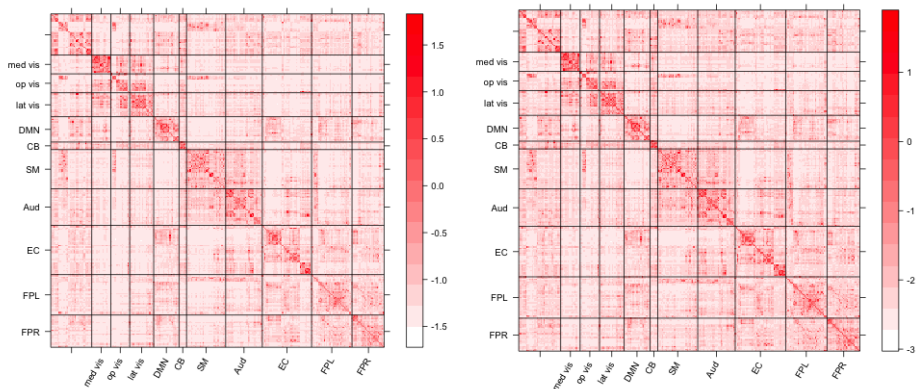 med vis
op vis
lat vis
DMN
CB
SM
Aud
EC
FPL
FPR
med vis
op vis
lat vis
DMN
CB
SM
Aud
EC
FPL
FPR
1.5
1.0
0.5
0.0
-0.5
-1.0
-1.5
med vis
op vis
lat vis
DMN
CB
SM
Aud
EC
FPL
FPR
med vis
op vis
lat vis
DMN
CB
SM
Aud
EC
FPL
FPR
1
0
-1
-2
-3